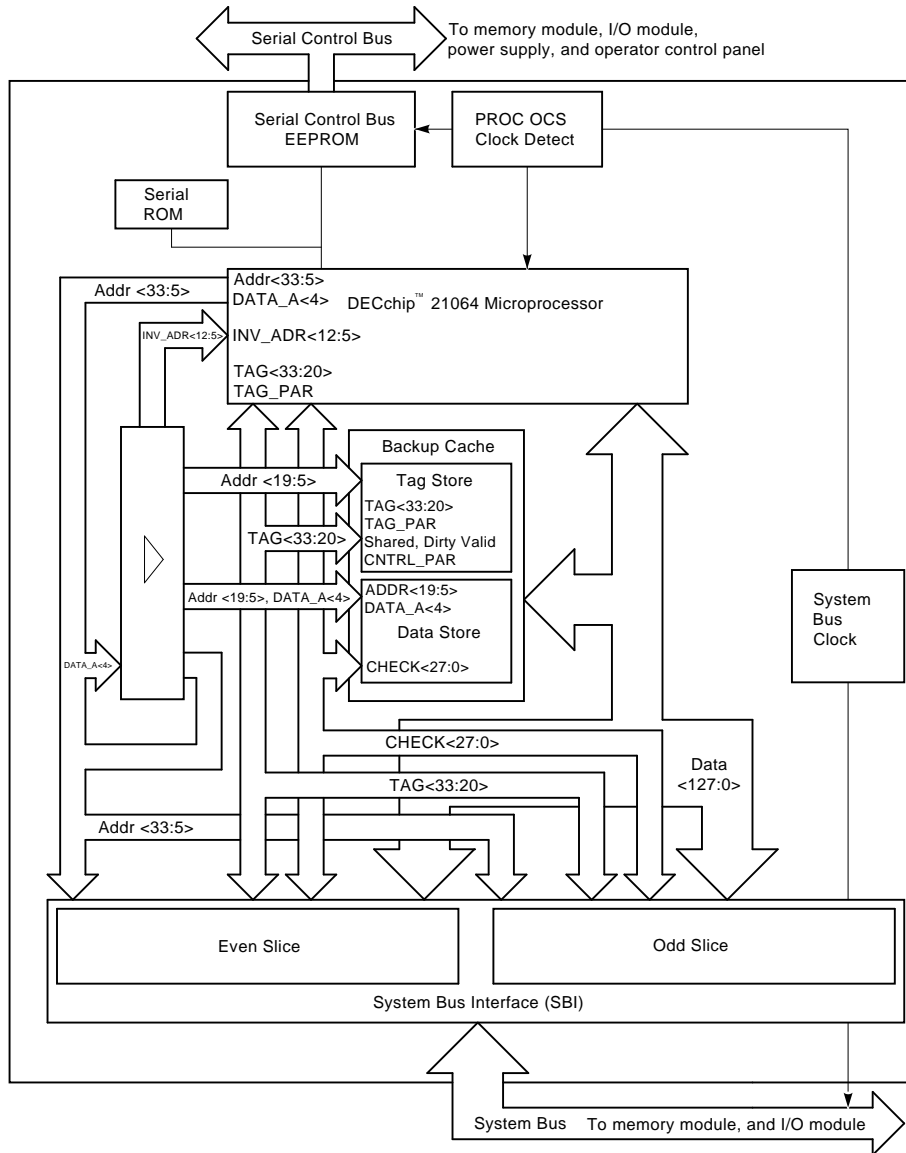 Serial Control Bus
To memory module, I/O module,
power supply, and operator control panel
Serial Control Bus
EEPROM
PROC OCS
Clock Detect
Serial
ROM
Addr <33:5>
Addr<33:5>
DATA_A<4>
DECchip™ 21064 Microprocessor
INV_ADR<12:5>
INV_ADR<12:5>
TAG<33:20>
TAG_PAR
Backup Cache
Addr <19:5>
Tag Store
TAG<33:20>
TAG_PAR
Shared, Dirty Valid
CNTRL_PAR
TAG<33:20>
Addr <19:5>, DATA_A<4>
ADDR<19:5>
DATA_A<4>
Data Store
CHECK<27:0>
System
Bus
Clock
DATA_A<4>
CHECK<27:0>
Data
<127:0>
TAG<33:20>
Addr <33:5>
Even Slice
Odd Slice
System Bus Interface (SBI)
System Bus
To memory module, and I/O module